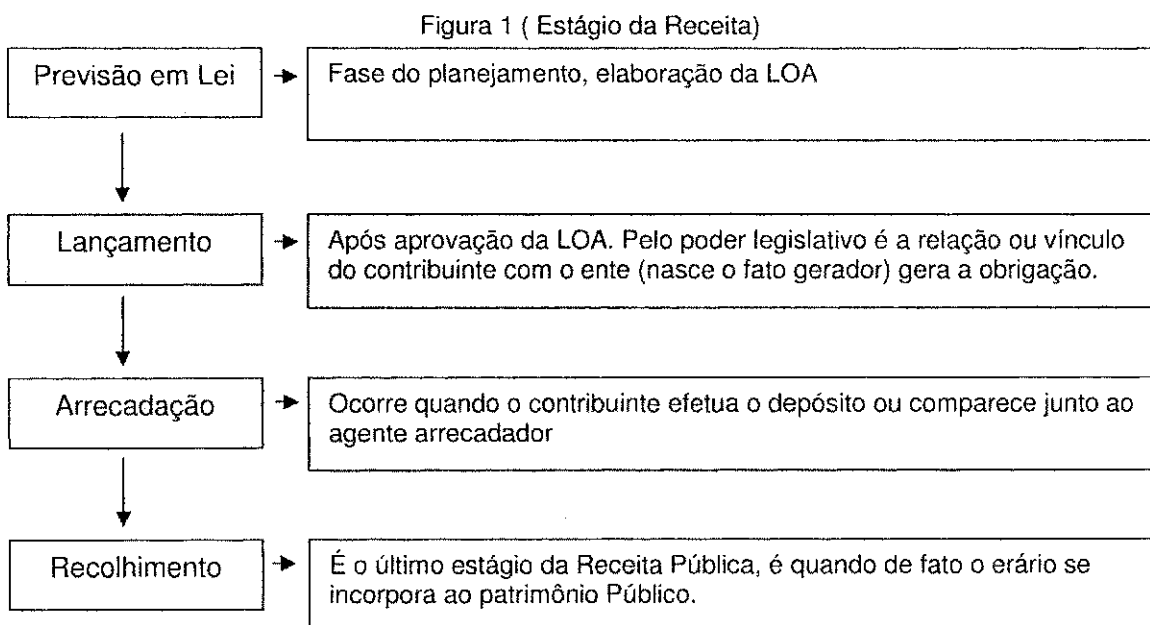 Figura 1 ( Estágio da Receita)
Previsão em Lei
Fase do planejamento, elaboração da LOA
Lançamento
Após aprovação da LOA. Pelo poder legislativo é a relação ou vínculo
do contribuinte com o ente (nasce o fato gerador) gera a obrigação.
Arrecadação
Ocorre quando o contribuinte efetua o depósito ou comparece junto ao
agente arrecadador
Recolhimento
É o último estágio da Receita Pública, é quando de fato o erário se
incorpora ao patrimônio Público.